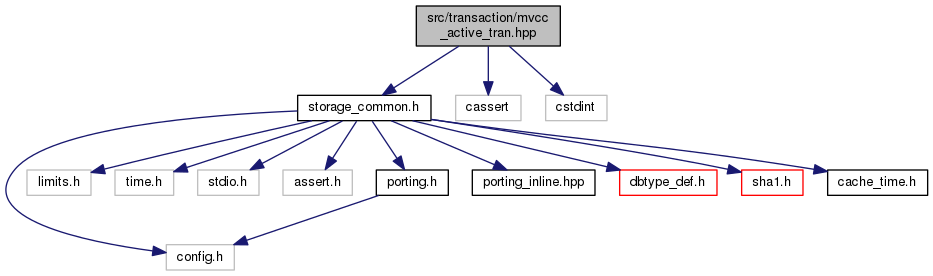 src/transaction/mvcc
_active_tran.hpp
storage_common.h
cassert
cstdint
limits.h
time.h
stdio.h
assert.h
porting.h
porting_inline.hpp
dbtype_def.h
sha1.h
cache_time.h
config.h